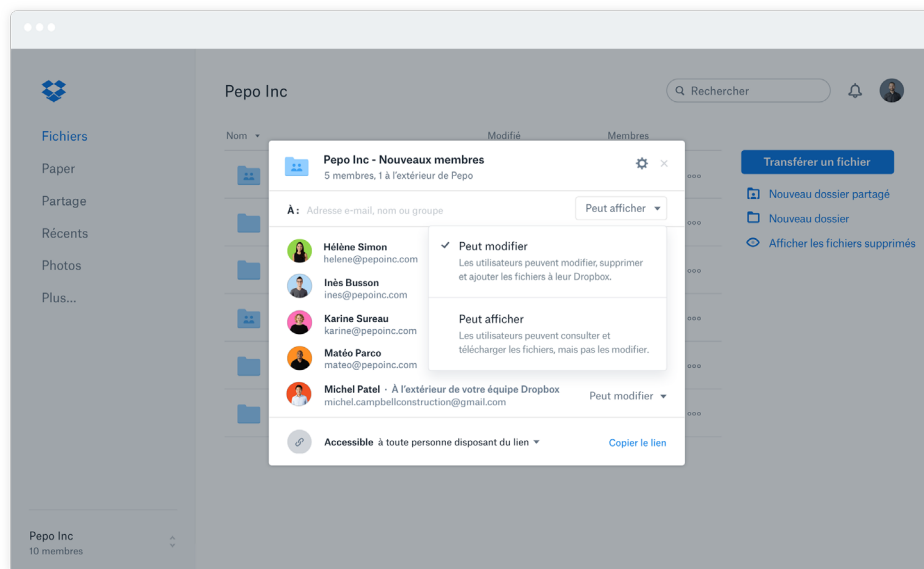 Pepo Inc
Rechercher
Fichiers
Paper
Partage
Récents
Photos
Plus...
Pepo Inc
10 membres
Nom
Modifié
Membres
Transférer un fichier
Nouveau dossier partagé
Nouveau dossier
Afficher les fichiers supprimés
Pepo Inc - Nouveaux membres
5 membres, 1 à l'extérieur de Pepo
À : Adresse e-mail, nom ou groupe
Peut afficher
Hélène Simon
helene@pepoinc.com
Inès Busson
ines@pepoinc.com
Karine Sureau
karine@pepoinc.com
Matéo Parco
mateo@pepoinc.com
Michel Patel · À l'extérieur de votre équipe Dropbox
michel.campbellconstruction@gmail.com
Peut modifier
Peut modifier
Les utilisateurs peuvent modifier, supprimer
et ajouter les fichiers à leur Dropbox.
Peut afficher
Les utilisateurs peuvent consulter et
télécharger les fichiers, mais pas les modifier.
Accessible à toute personne disposant du lien
Copier le lien